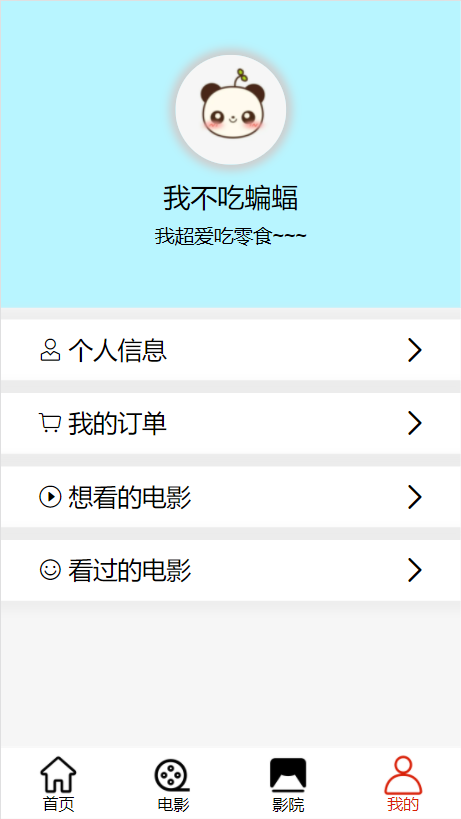 我不吃蝙蝠
我超爱吃零食~~~
个人信息
我的订单
想看的电影
看过的电影
首页 电影 影院 我的